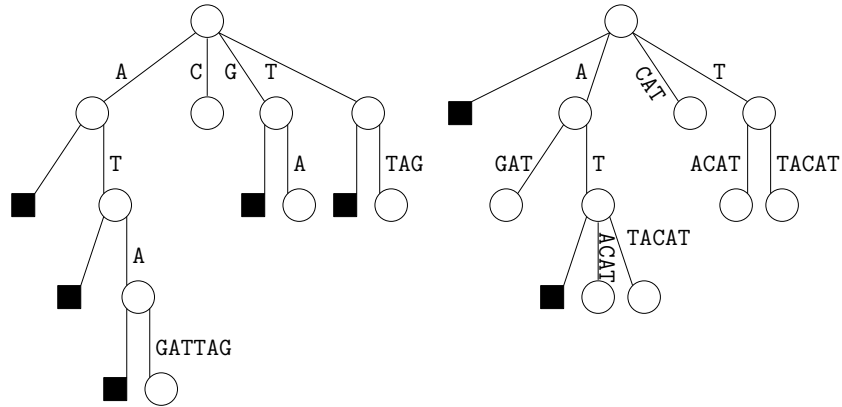 A C G T
T A TAG
A
GATTAG
A CAT T
GAT T ACAT TACAT
ACAT TACAT